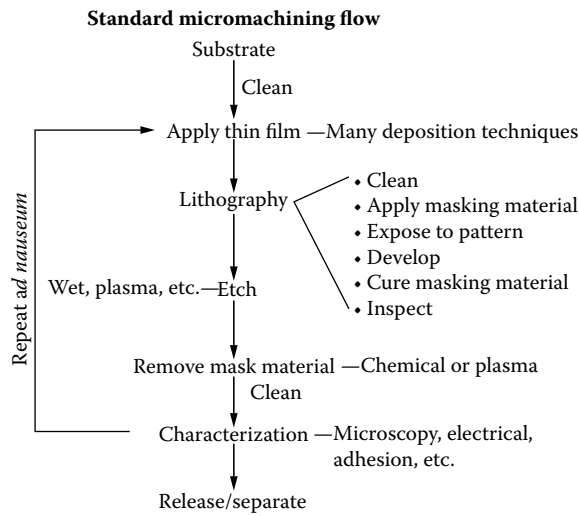 Standard micromachining flow
Substrate
Clean
Apply thin film —Many deposition techniques
Lithography
• Clean
• Apply masking material
• Expose to pattern
• Develop
• Cure masking material
• Inspect
Wet, plasma, etc.—Etch
Remove mask material —Chemical or plasma
Clean
Characterization —Microscopy, electrical,
adhesion, etc.
Release/separate
Repeat ad nauseum